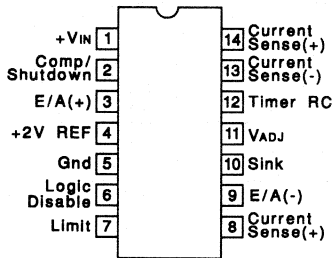 +VIN 1
Comp/
Shutdown 2
E/A(+) 3
+2V REF 4
Gnd 5
Logic
Disable 6
Limit 7
14 Current
Sense(+)
13 Current
Sense(-)
12 Timer RC
11 VADJ
10 Sink
9 E/A(-)
8 Current
Sense(+)